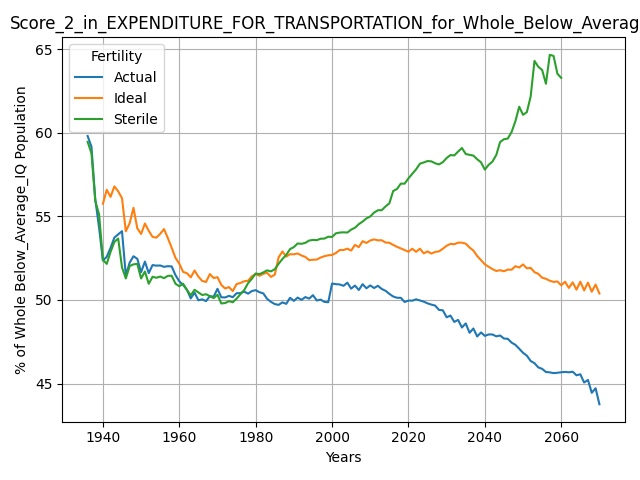 Score_2_in_EXPENDITURE_FOR_TRANSPORTATION_for_Whole_Below_Averag
Fertility
Actual
Ideal
Sterile
65
60
55
50
45
% of Whole Below_Average_IQ Population
1940 1960 1980 2000 2020 2040 2060
Years